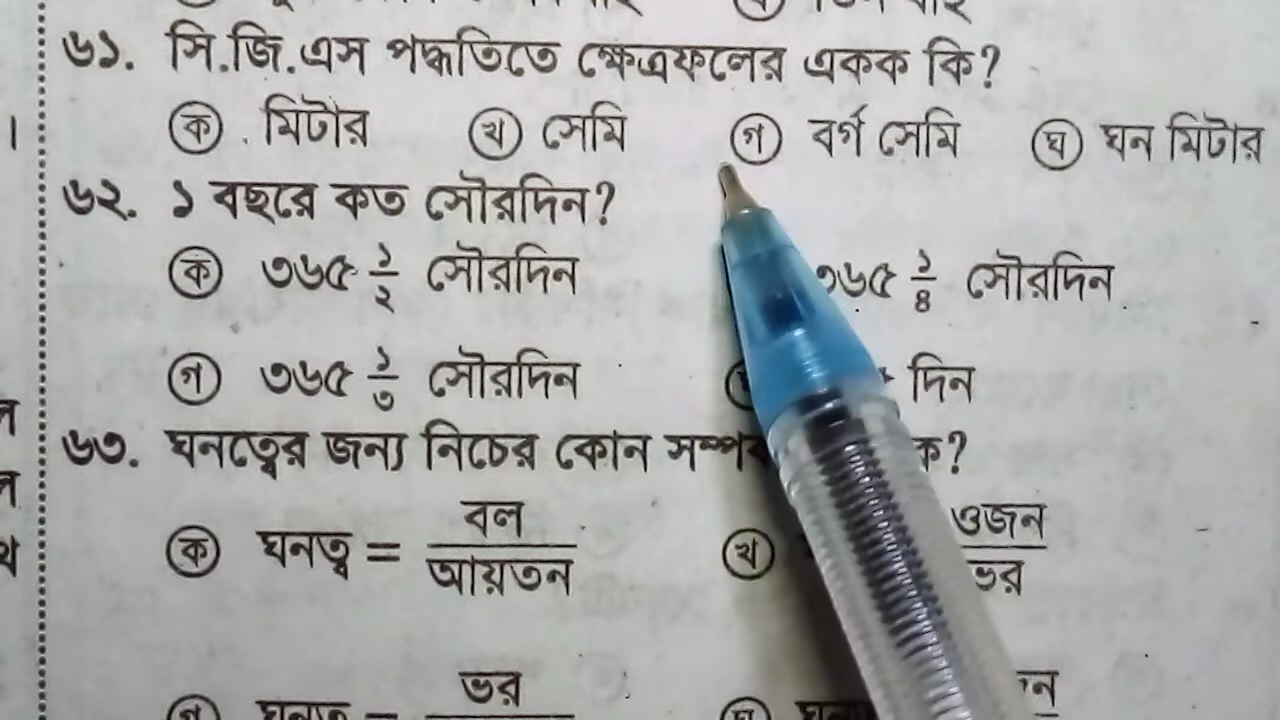 ৬১. সি.জি.এস পদ্ধতিতে ক্ষেত্রফলের একক কি?
ক মিটার খ সেমি গ বর্গ সেমি ঘ ঘন মিটার
৬২. ১ বছরে কত সৌরদিন?
ক ৩৬৫ ১/২ সৌরদিন ৩৬৫ ১/৪ সৌরদিন
গ ৩৬৫ ১/৩ সৌরদিন দিন
৬৩. ঘনত্বের জন্য নিচের কোন
ক ঘনত্ব = বল/আয়তন খ ওজন/ভর
গ ঘনত্ব = ভর ঘ